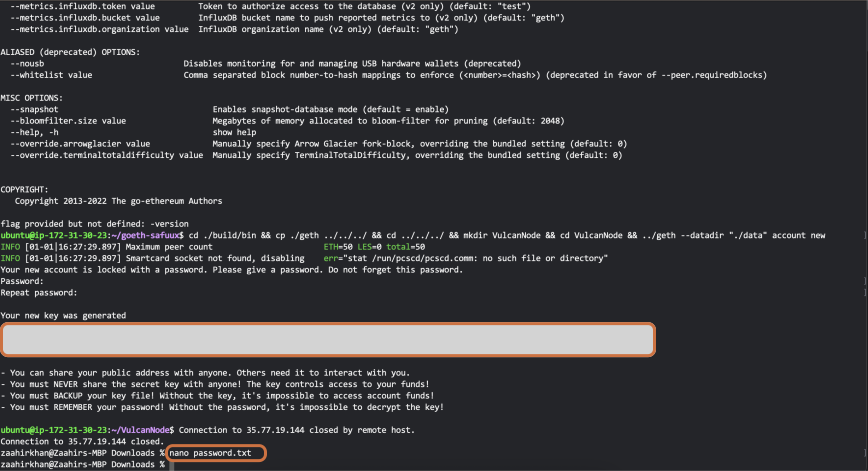 --metrics.influxdb.token value Token to authorize access to the database (v2 only) (default: "test")
--metrics.influxdb.bucket value InfluxDB bucket name to push reported metrics to (v2 only) (default: "geth")
--metrics.influxdb.organization value InfluxDB organization name (v2 only) (default: "geth")
ALIASED (deprecated) OPTIONS:
--nousb Disables monitoring for and managing USB hardware wallets (deprecated)
--whitelist value Comma separated block number-to-hash mappings to enforce (<number>=<hash>) (deprecated in favor of --peer.requiredblocks)
MISC OPTIONS:
--snapshot Enables snapshot-database mode (default = enable)
--bloomfilter.size value Megabytes of memory allocated to bloom-filter for pruning (default: 2048)
--help, -h show help
--override.arrowglacier value Manually specify Arrow Glacier fork-block, overriding the bundled setting (default: 0)
--override.terminaltotaldifficulty value Manually specify TerminalTotalDifficulty, overriding the bundled setting (default: 0)
COPYRIGHT:
Copyright 2013-2022 The go-ethereum Authors
flag provided but not defined: -version
ubuntu@ip-172-31-30-23:~/goeth-safuux$ cd ./build/bin && cp ./geth ../../../ && cd ../../../ && mkdir VulcanNode && cd VulcanNode && ../geth --datadir "./data" account new
INFO [01-01|16:27:29.897] Maximum peer count ETH=50 LES=0 total=50
INFO [01-01|16:27:29.897] Smartcard socket not found, disabling err="stat /run/pcscd/pcscd.comm: no such file or directory"
Your new account is locked with a password. Please give a password. Do not forget this password.
Password:
Repeat password:
Your new key was generated
- You can share your public address with anyone. Others need it to interact with you.
- You must NEVER share the secret key with anyone! The key controls access to your funds!
- You must BACKUP your key file! Without the key, it's impossible to access account funds!
- You must REMEMBER your password! Without the password, it's impossible to decrypt the key!
ubuntu@ip-172-31-30-23:~/VulcanNode$ Connection to 35.77.19.144 closed by remote host.
Connection to 35.77.19.144 closed.
zaahirkhan@Zaahirs-MBP Downloads % nano password.txt
zaahirkhan@Zaahirs-MBP Downloads %